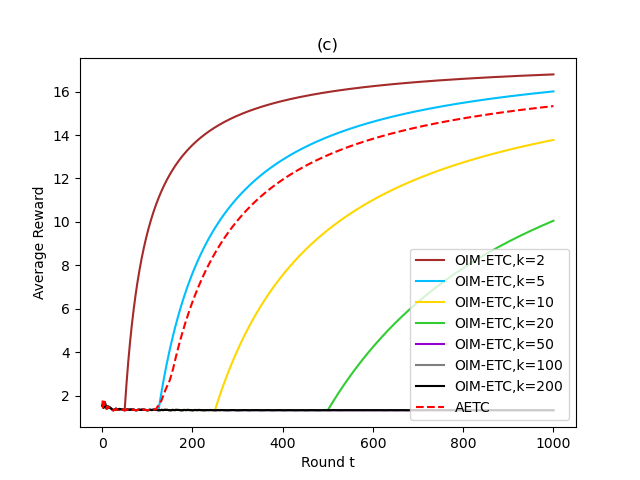 (c)
Average Reward
16
14
12
10
8
6
4
2
0
200
400
600
800
1000
Round t
OIM-ETC,k=2
OIM-ETC,k=5
OIM-ETC,k=10
OIM-ETC,k=20
OIM-ETC,k=50
OIM-ETC,k=100
OIM-ETC,k=200
AETC